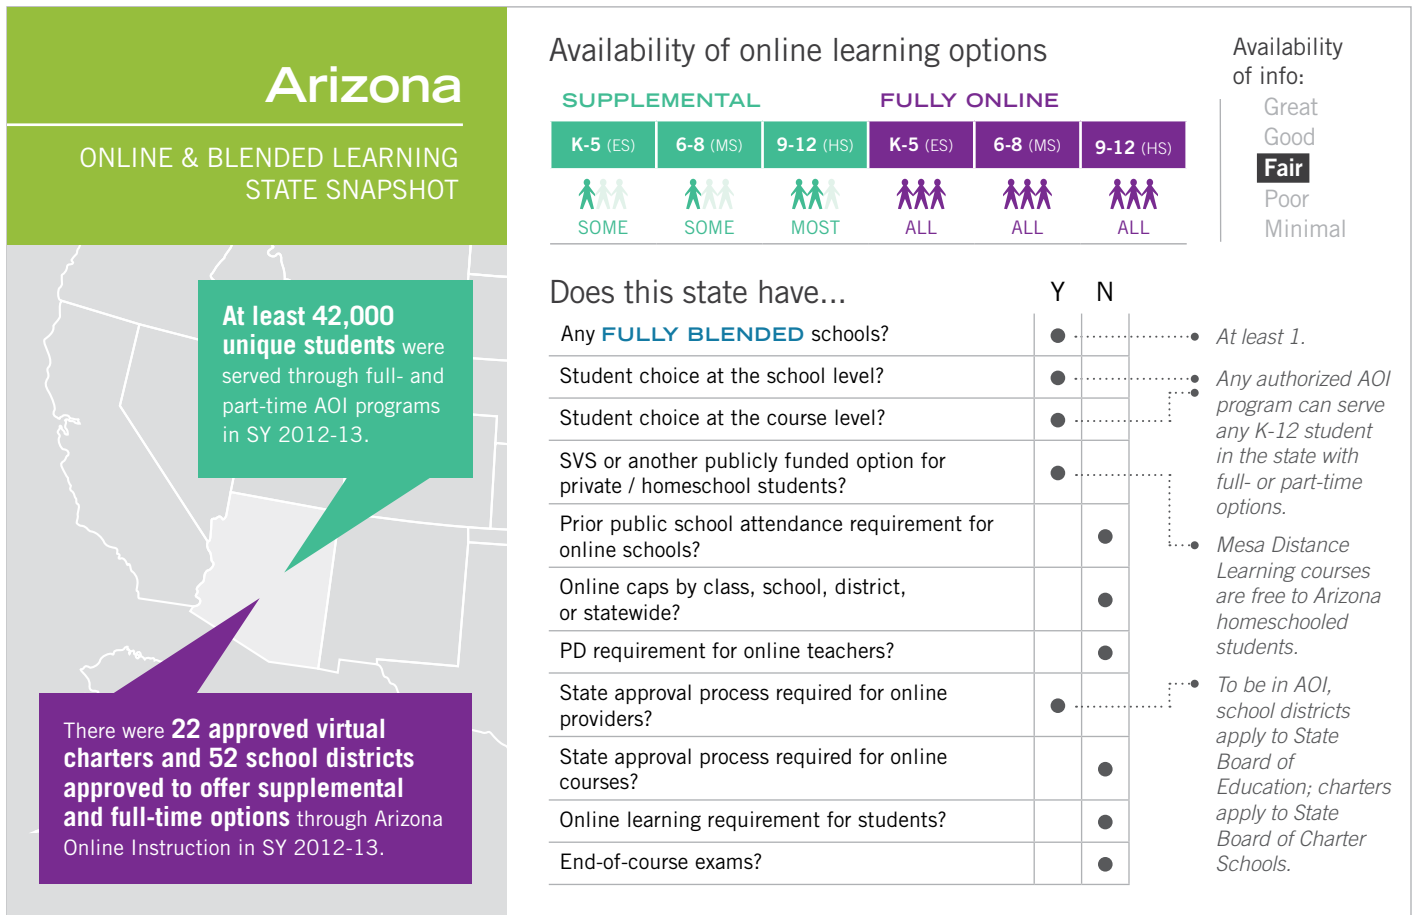 Arizona
ONLINE & BLENDED LEARNING
STATE SNAPSHOT
At least 42,000
unique students were
served through full- and
part-time AOI programs
in SY 2012-13.
There were 22 approved virtual
charters and 52 school districts
approved to offer supplemental
and full-time options through Arizona
Online Instruction in SY 2012-13.
Availability of online learning options
SUPPLEMENTAL FULLY ONLINE
K-5 (ES) 6-8 (MS) 9-12 (HS) K-5 (ES) 6-8 (MS) 9-12 (HS)
SOME SOME MOST ALL ALL ALL
Availability
of info:
Great
Good
Fair
Poor
Minimal
Does this state have... Y N
Any FULLY BLENDED schools?
Student choice at the school level?
Student choice at the course level?
SVS or another publicly funded option for
private / homeschool students?
Prior public school attendance requirement for
online schools?
Online caps by class, school, district,
or statewide?
PD requirement for online teachers?
State approval process required for online
providers?
State approval process required for online
courses?
Online learning requirement for students?
End-of-course exams?
At least 1.
Any authorized AOI
program can serve
any K-12 student
in the state with
full- or part-time
options.
Mesa Distance
Learning courses
are free to Arizona
homeschooled
students.
To be in AOI,
school districts
apply to State
Board of
Education; charters
apply to State
Board of Charter
Schools.